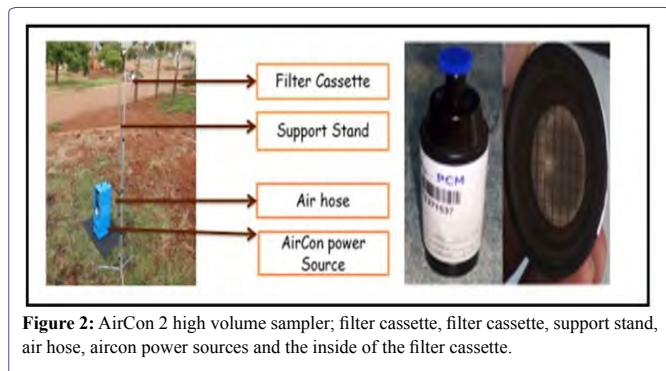 Filter Cassette
Support Stand
Air hose
AirCon power
Source
PCM
Figure 2: AirCon 2 high volume sampler; filter cassette, filter cassette, support stand,
air hose, aircon power sources and the inside of the filter cassette.